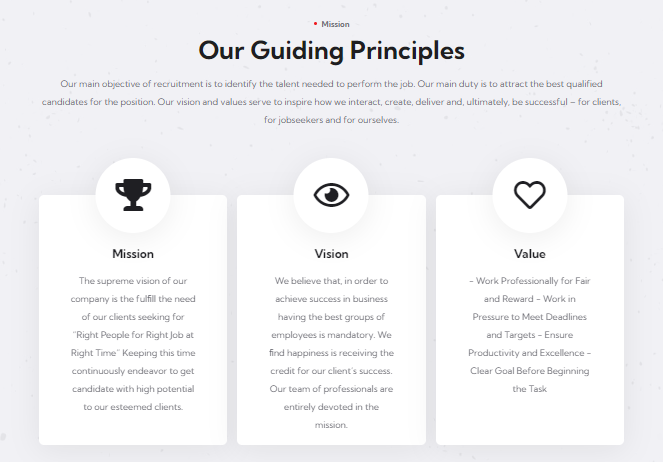 Mission
Our Guiding Principles
Our main objective of recruitment is to identify the talent needed to perform the job. Our main duty is to attract the best qualified
candidates for the position. Our vision and values serve to inspire how we interact, create, deliver and, ultimately, be successful – for clients,
for jobseekers and for ourselves.
Mission
The supreme vision of our
company is the fulfill the need
of our clients seeking for
"Right People for Right Job at
Right Time" Keeping this time
continuously endeavor to get
candidate with high potential
to our esteemed clients.
Vision
We believe that, in order to
achieve success in business
having the best groups of
employees is mandatory. We
find happiness is receiving the
credit for our client's success.
Our team of professionals are
entirely devoted in the
mission.
Value
- Work Professionally for Fair
and Reward - Work in
Pressure to Meet Deadlines
and Targets - Ensure
Productivity and Excellence -
Clear Goal Before Beginning
the Task